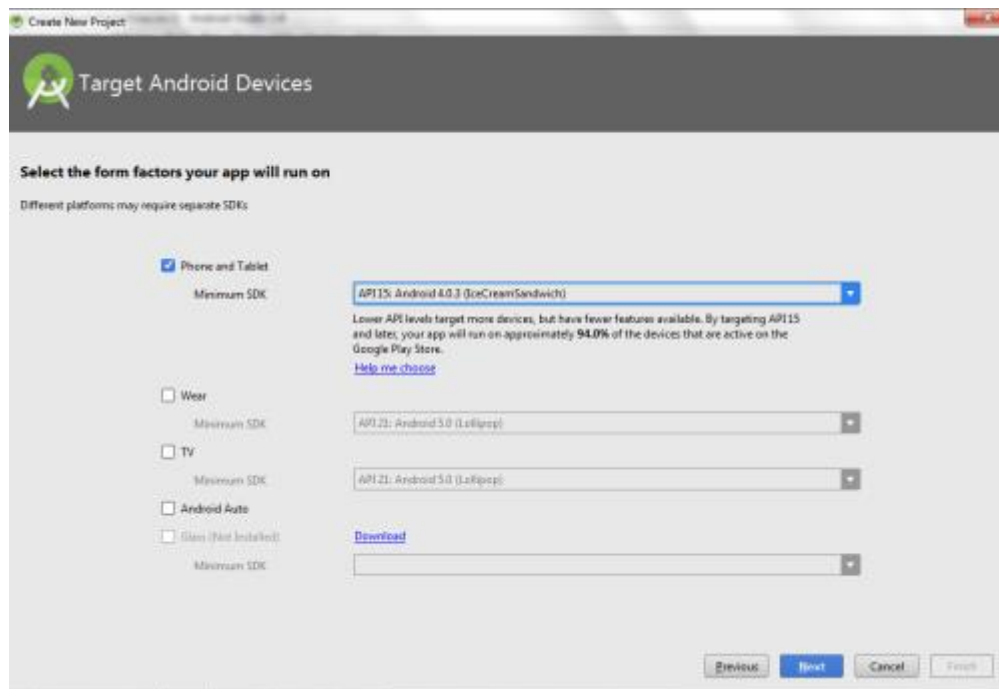 Create New Project
Target Android Devices
Select the form factors your app will run on
Different platforms may require separate SDKs
Phone and Tablet
Minimum SDK
API 15: Android 4.0.3 (IceCreamSandwich)
Lower API levels target more devices, but have fewer features available. By targeting API 15
and later, your app will run on approximately 94.0% of the devices that are active on the
Google Play Store.
Help me choose
Wear
Minimum SDK
API 21: Android 5.0 (Lollipop)
TV
Minimum SDK
API 21: Android 5.0 (Lollipop)
Android Auto
Glass (Not Installed)
Download
Minimum SDK
Previous
Next
Cancel
Finish